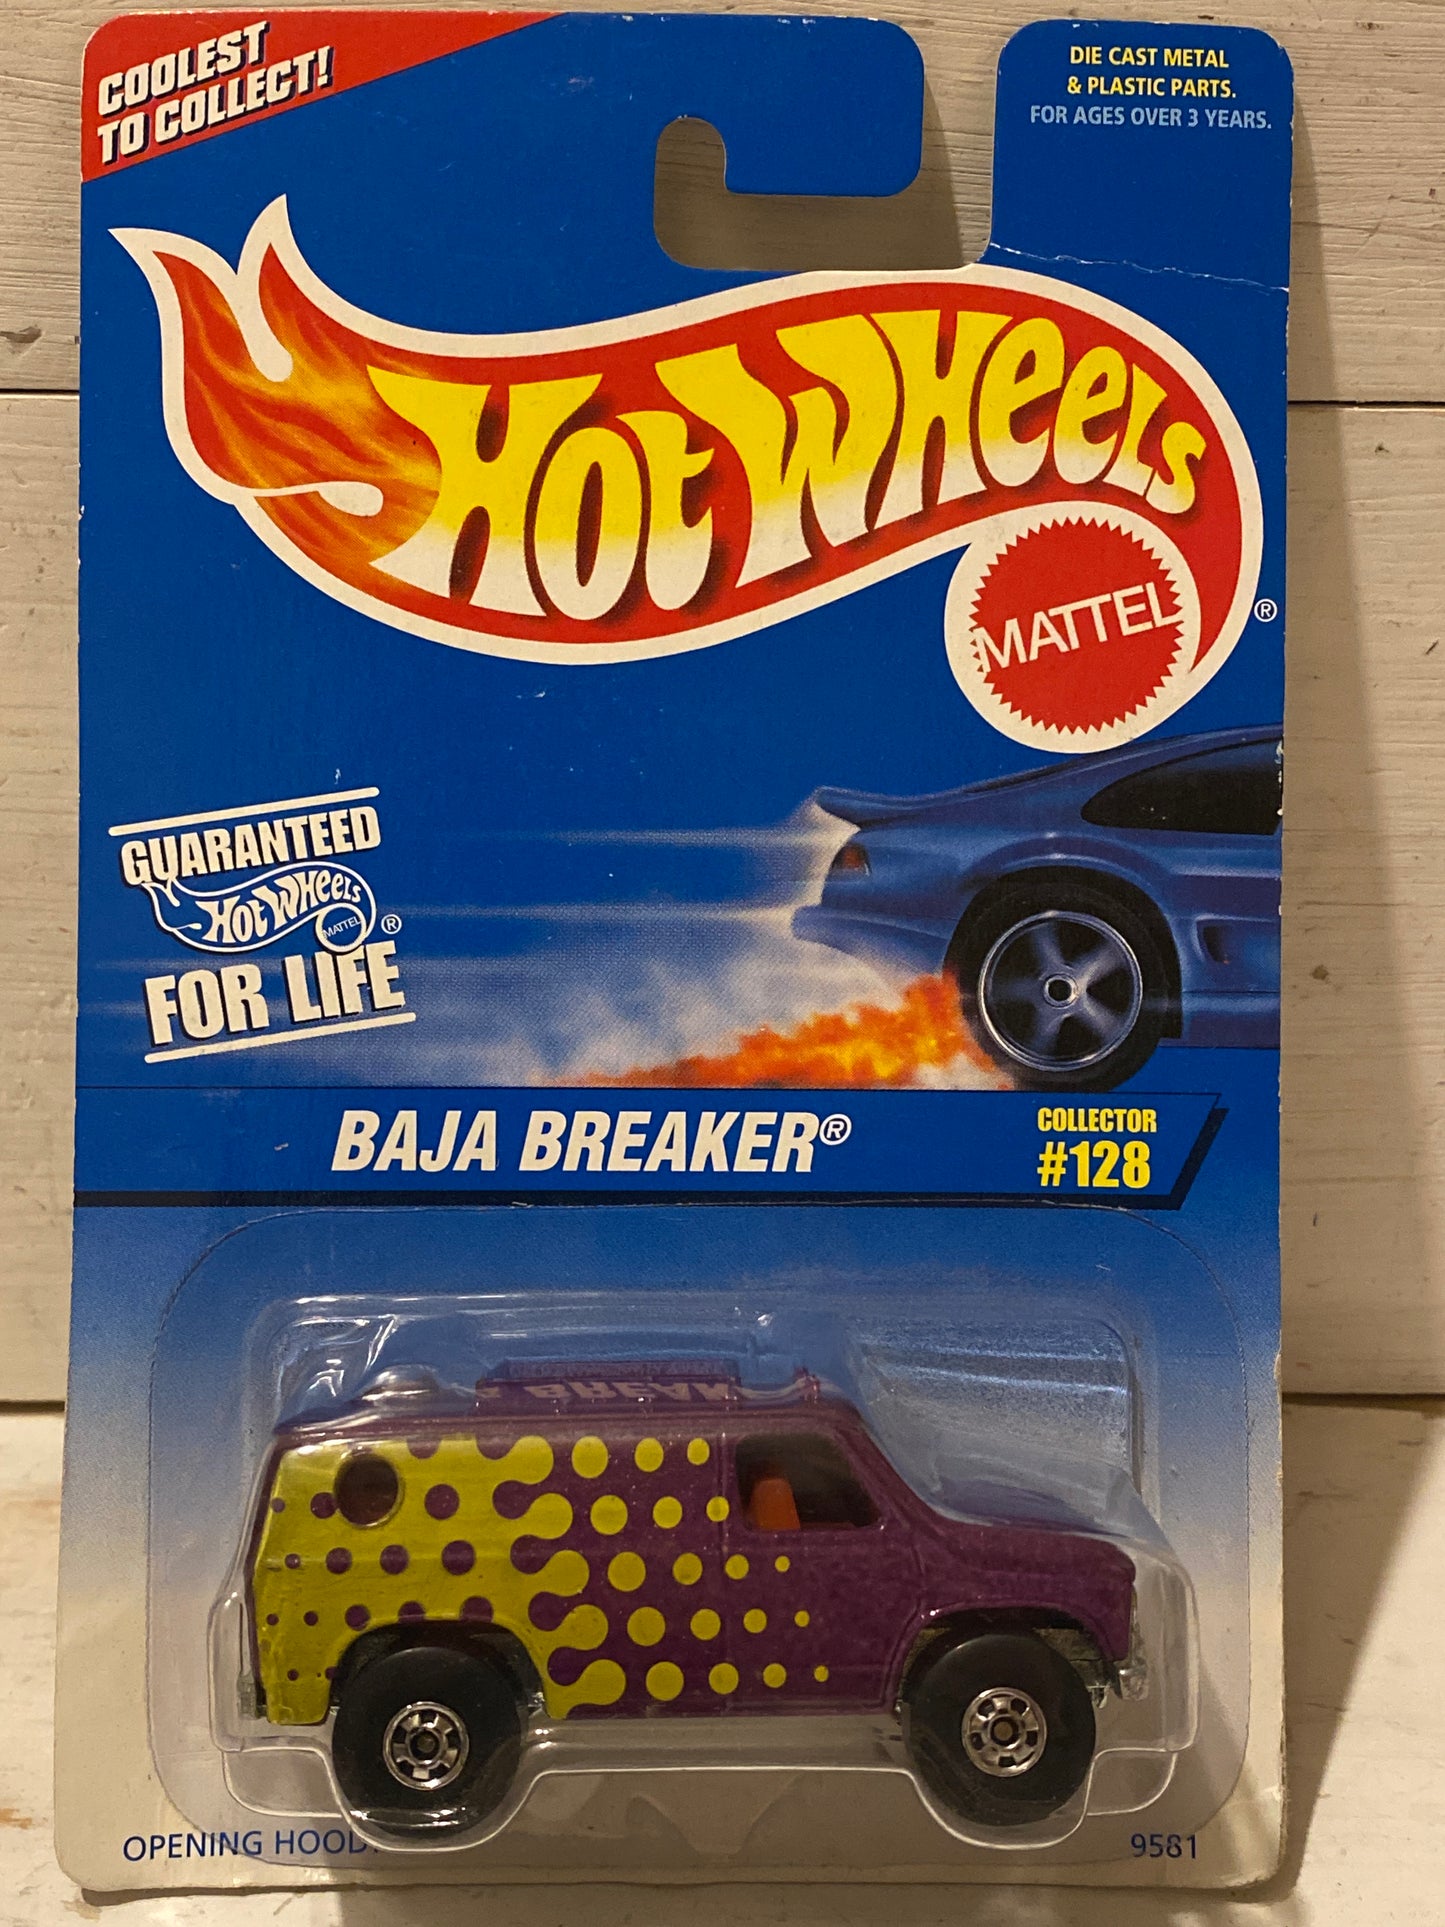 COOLEST
TO COLLECT!
DIE CAST METAL
& PLASTIC PARTS.
FOR AGES OVER 3 YEARS.
HOT WHEELS
MATTEL
®
GUARANTEED
HOT WHEELS
MATTEL
®
FOR LIFE
BAJA BREAKER®
COLLECTOR
#128
BREAK
OPENING HOOD
9581